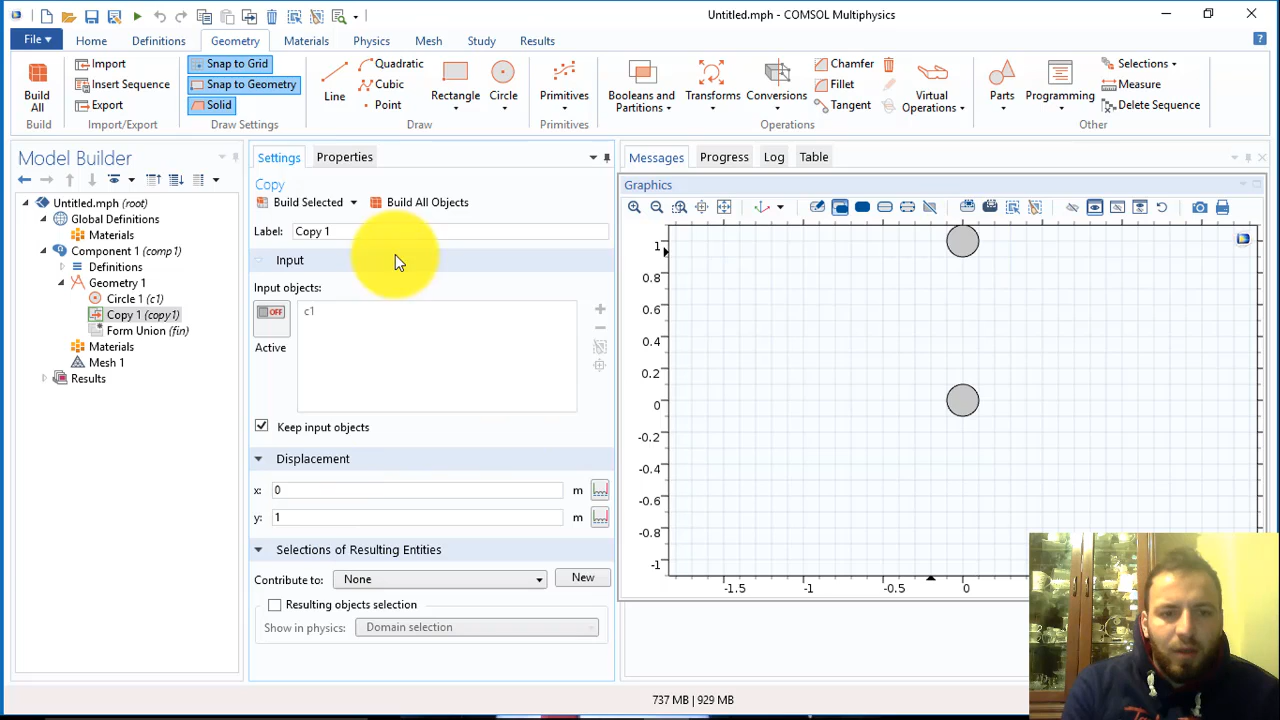 Untitled.mph - COMSOL Multiphysics
File Home Definitions Geometry Materials Physics Mesh Study Results
Build All
Build
Import
Insert Sequence
Export
Import/Export
Snap to Grid
Snap to Geometry
Solid
Draw Settings
Line
Quadratic
Cubic
Point
Rectangle
Circle
Draw
Primitives
Primitives
Booleans and Partitions
Transforms
Conversions
Chamfer
Fillet
Tangent
Virtual Operations
Operations
Parts
Programming
Selections
Measure
Delete Sequence
Other
Model Builder
Untitled.mph (root)
Global Definitions
Materials
Component 1 (comp1)
Definitions
Geometry 1
Circle 1 (c1)
Copy 1 (copy1)
Form Union (fin)
Materials
Mesh 1
Results
Settings Properties
Copy
Build Selected Build All Objects
Label: Copy 1
Input
Input objects:
OFF
Active
c1
Keep input objects
Displacement
x: 0 m
y: 1 m
Selections of Resulting Entities
Contribute to: None New
Resulting objects selection
Show in physics: Domain selection
Messages Progress Log Table
Graphics
1
0.8
0.6
0.4
0.2
0
-0.2
-0.4
-0.6
-0.8
-1
-1.5 -1 -0.5 0
737 MB | 929 MB